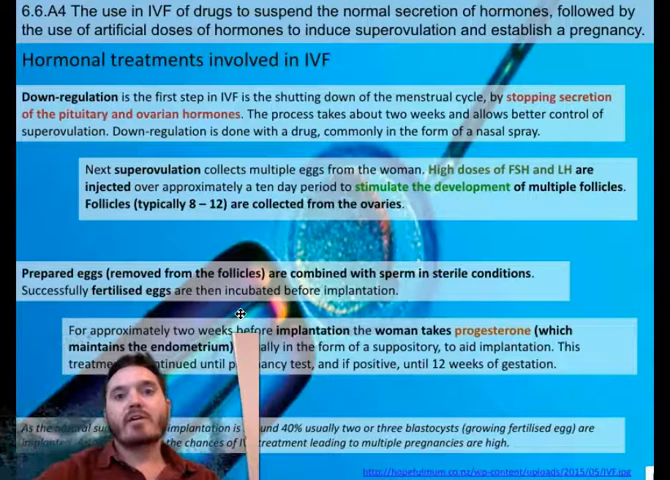 6.6.A4 The use in IVF of drugs to suspend the normal secretion of hormones, followed by
the use of artificial doses of hormones to induce superovulation and establish a pregnancy.
Hormonal treatments involved in IVF
Down-regulation is the first step in IVF is the shutting down of the menstrual cycle, by stopping secretion
of the pituitary and ovarian hormones. The process takes about two weeks and allows better control of
superovulation. Down-regulation is done with a drug, commonly in the form of a nasal spray.
Next superovulation collects multiple eggs from the woman. High doses of FSH and LH are
injected over approximately a ten day period to stimulate the development of multiple follicles.
Follicles (typically 8 – 12) are collected from the ovaries.
Prepared eggs (removed from the follicles) are combined with sperm in sterile conditions.
Successfully fertilised eggs are then incubated before implantation.
For approximately two weeks before implantation the woman takes progesterone (which
maintains the endometrium) in the form of a suppository, to aid implantation. This
until pregnancy test, and if positive, until 12 weeks of gestation.
As the implantation is 40% usually two or three blastocysts (growing fertilised egg) are
the chances of treatment leading to multiple pregnancies are high.
http://hopefulmum.co.nz/wp-content/uploads/2015/05/IVF.jpg